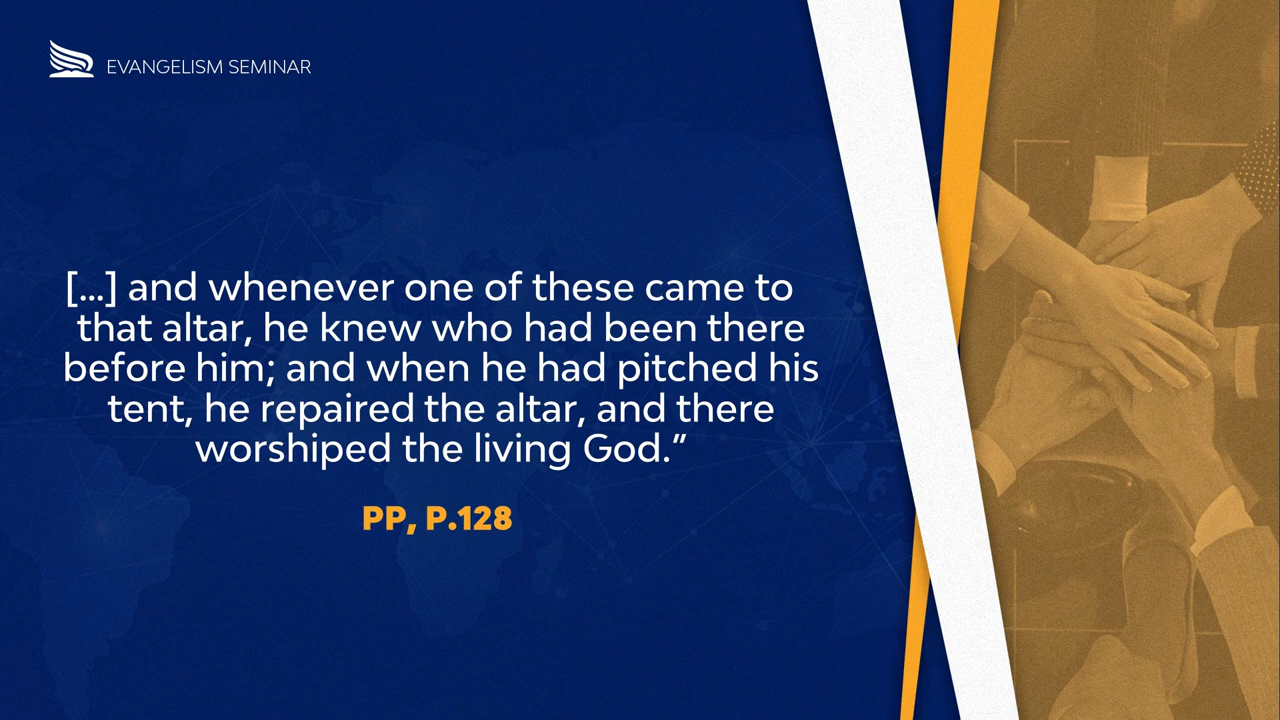 EVANGELISM SEMINAR
[...] and whenever one of these came to
that altar, he knew who had been there
before him; and when he had pitched his
tent, he repaired the altar, and there
worshiped the living God.”
PP, P.128